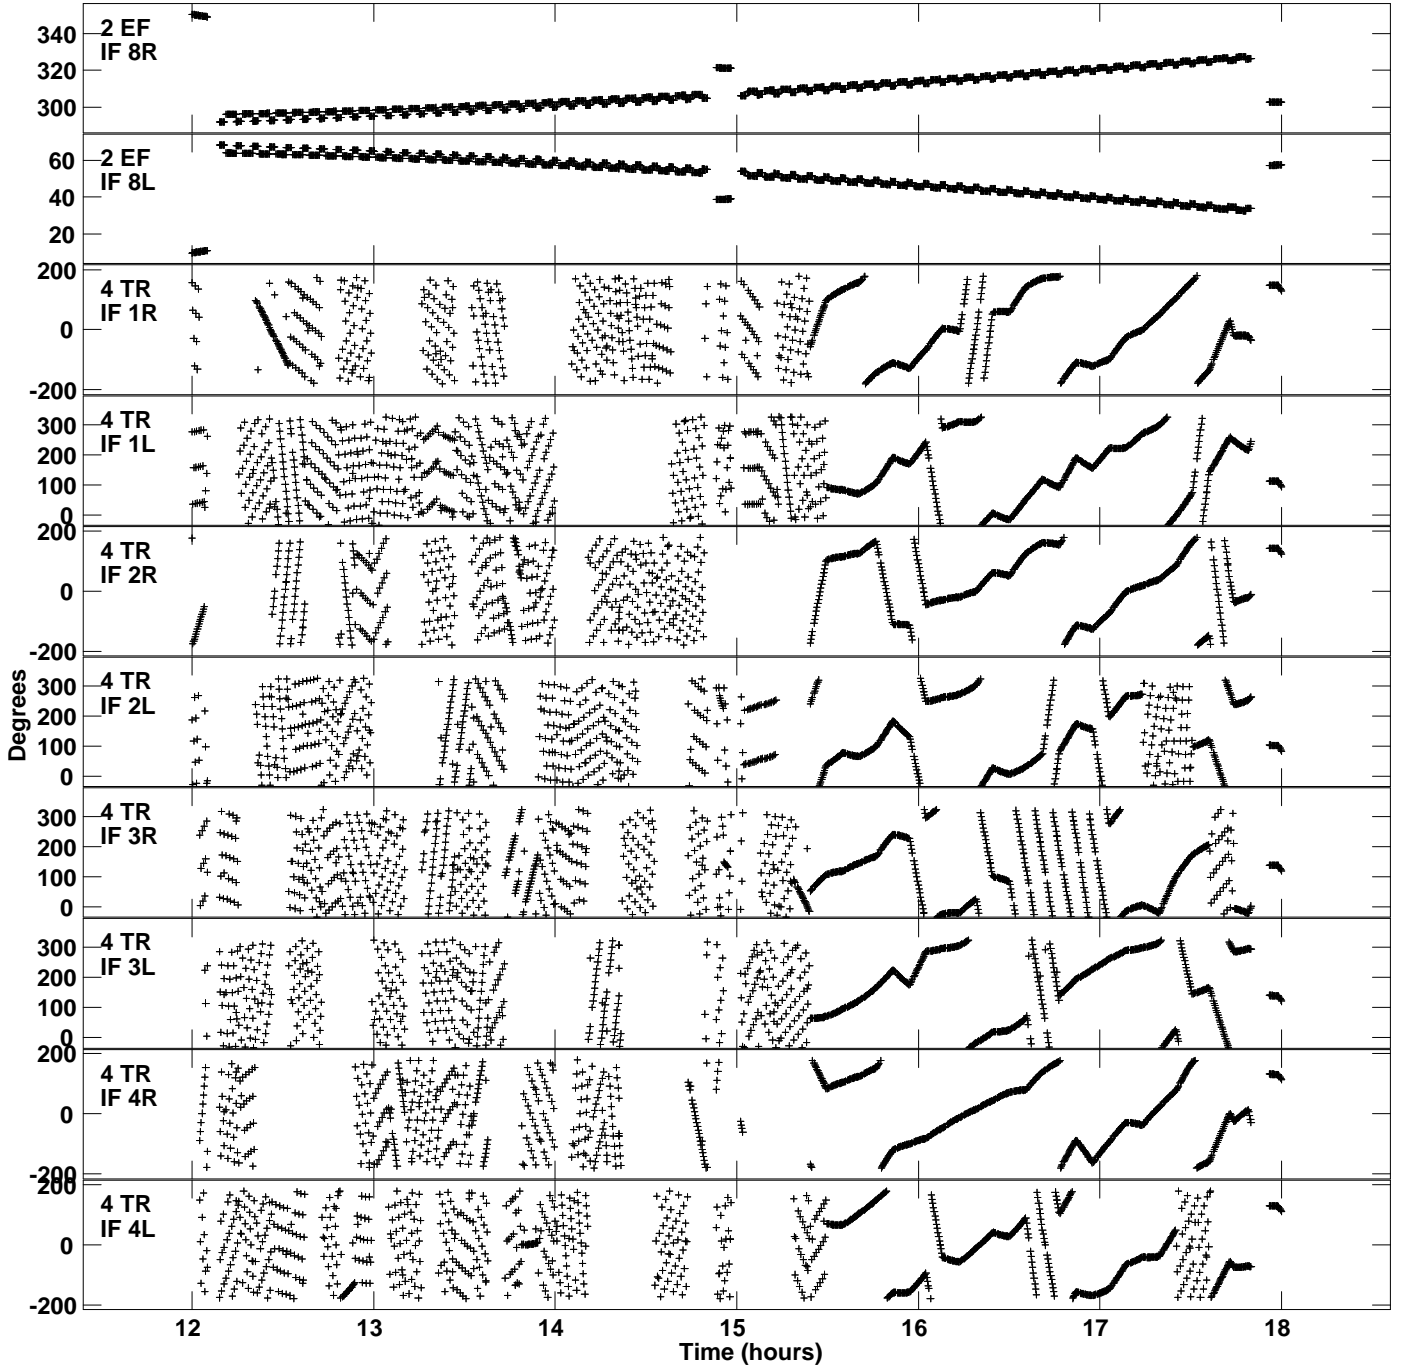 2 EF
IF 8R
340
320
300
2 EF
IF 8L
60
40
20
4 TR
IF 1R
200
0
-200
4 TR
IF 1L
300
200
100
0
4 TR
IF 2R
200
0
-200
4 TR
IF 2L
300
200
100
0
Degrees
4 TR
IF 3R
300
200
100
0
4 TR
IF 3L
300
200
100
0
4 TR
IF 4R
200
0
-200
4 TR
IF 4L
200
0
-200
12 13 14 15 16 17 18
Time (hours)